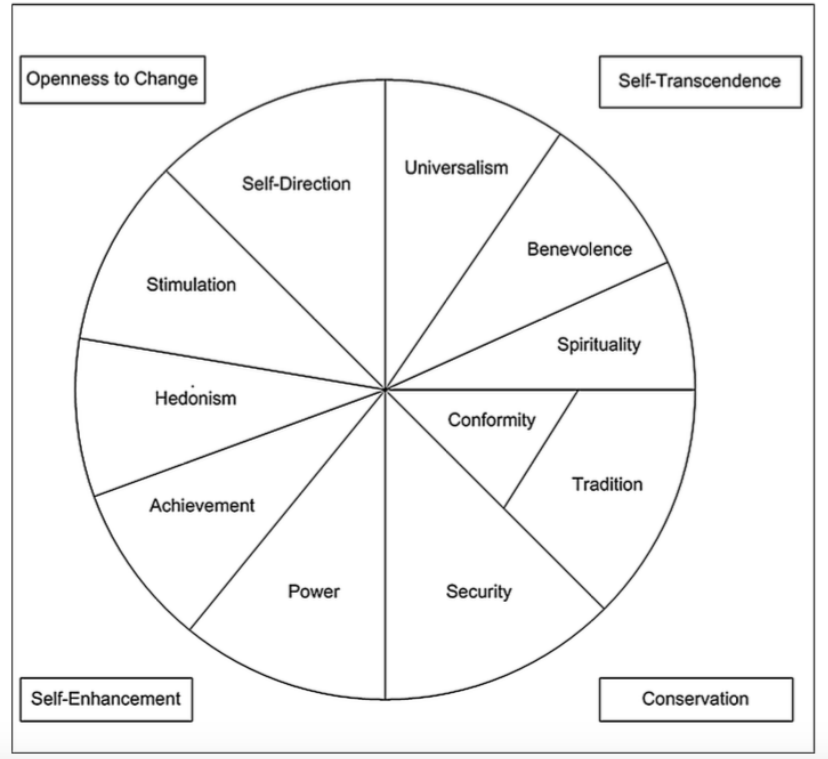 Openness to Change
Self-Transcendence
Universalism
Self-Direction
Benevolence
Stimulation
Spirituality
Hedonism
Conformity
Tradition
Achievement
Power
Security
Self-Enhancement
Conservation